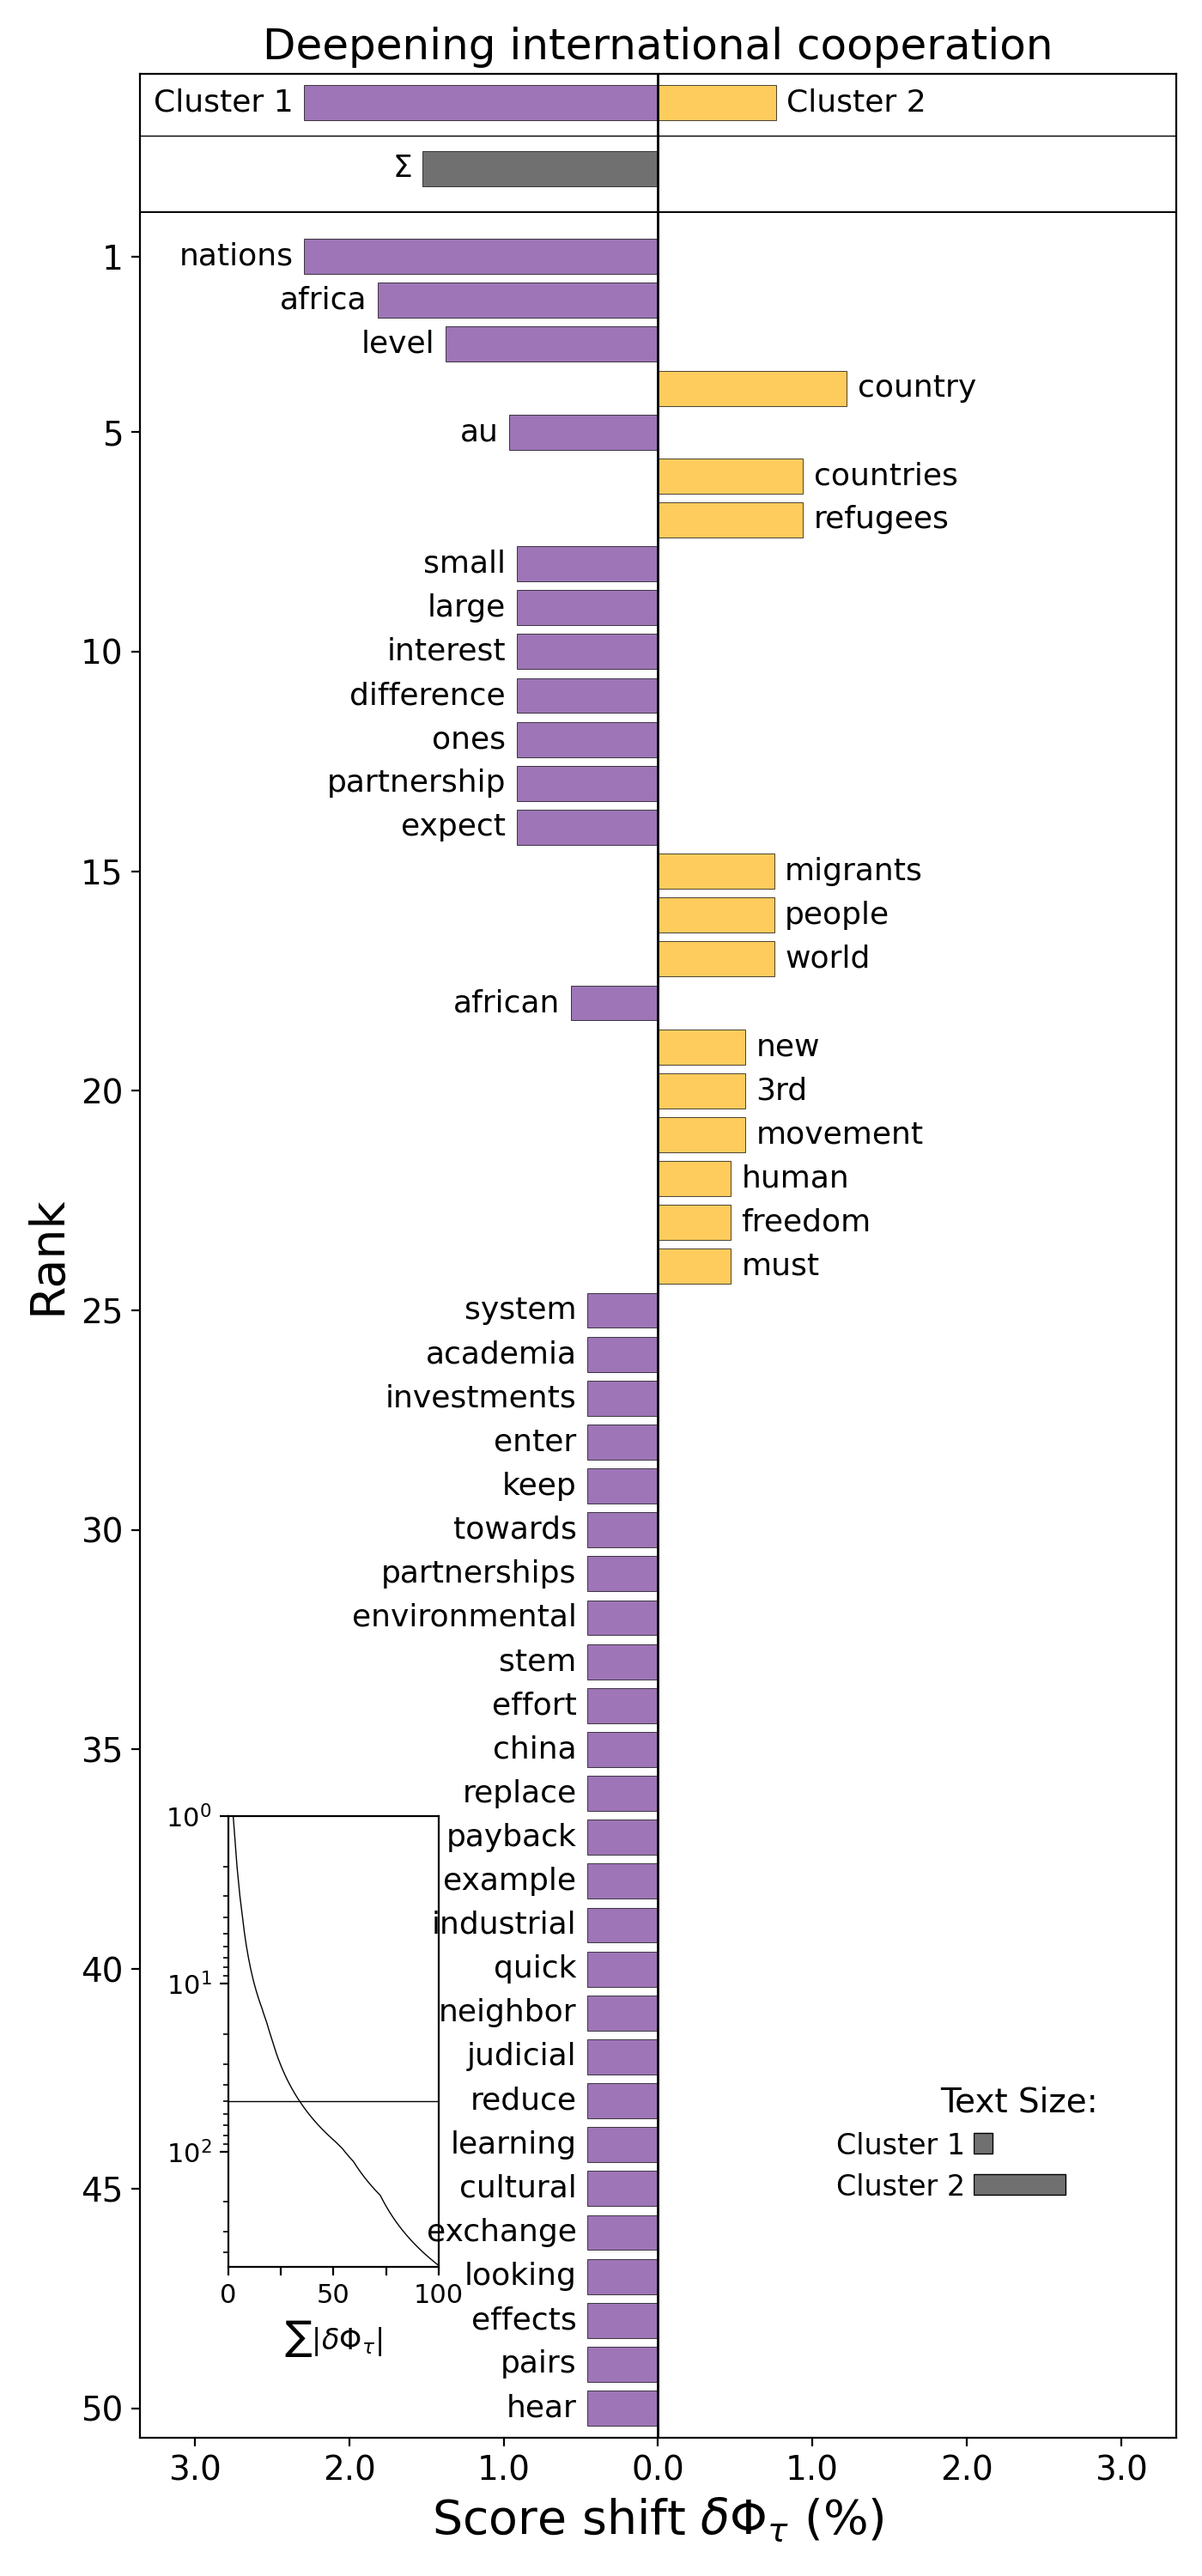 Deepening international cooperation
Cluster 1
Cluster 2
Σ
1
nations
africa
level
country
5
au
countries
refugees
small
large
10
interest
difference
ones
partnership
expect
15
migrants
people
world
african
new
20
3rd
movement
human
freedom
must
25
system
academia
investments
enter
keep
30
towards
partnerships
environmental
stem
effort
35
china
replace
payback
example
industrial
40
quick
neighbor
judicial
reduce
learning
45
cultural
exchange
looking
effects
pairs
50
hear
Rank
10⁰
10¹
10²
0 50 100
∑|δΦ_τ|
Text Size:
Cluster 1
Cluster 2
3.0 2.0 1.0 0.0 1.0 2.0 3.0
Score shift δΦ_τ (%)